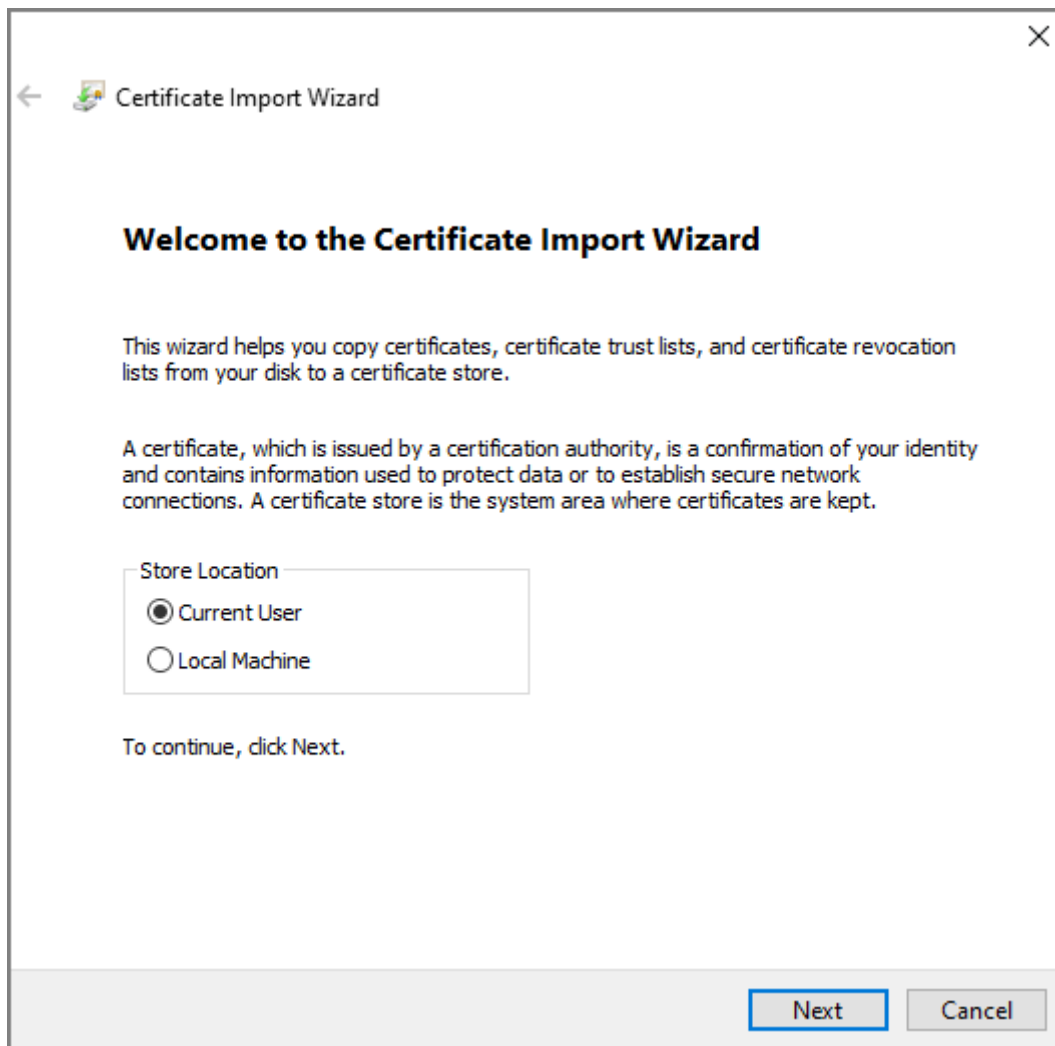 Certificate Import Wizard
Welcome to the Certificate Import Wizard
This wizard helps you copy certificates, certificate trust lists, and certificate revocation
lists from your disk to a certificate store.
A certificate, which is issued by a certification authority, is a confirmation of your identity
and contains information used to protect data or to establish secure network
connections. A certificate store is the system area where certificates are kept.
Store Location
Current User
Local Machine
To continue, click Next.
Next
Cancel